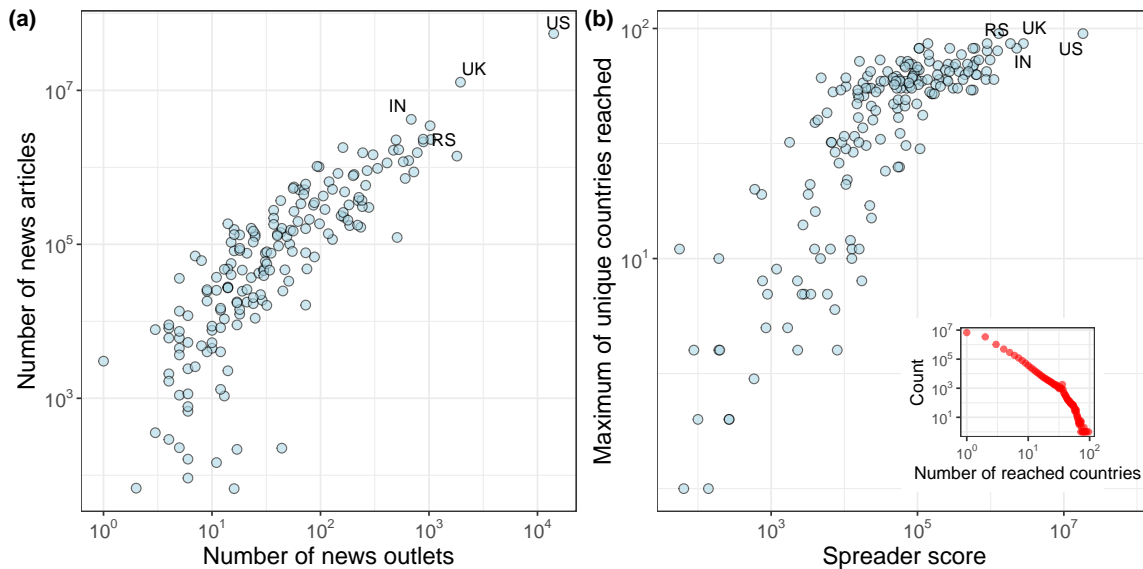 (a)
US
UK
IN
RS
10^7
10^5
10^3
Number of news articles
10^0
10^1
10^2
10^3
10^4
Number of news outlets
(b)
RS
UK
US
IN
10^2
10^1
Maximum of unique countries reached
10^3
10^5
10^7
Spreader score
10^7
10^5
10^3
10^1
Count
10^0
10^1
10^2
Number of reached countries